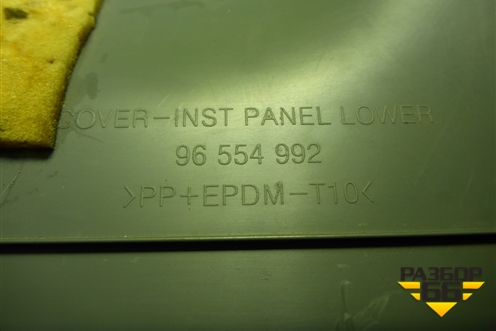 COVER-INST PANEL LOWER
96 554 992
>PP+EPDM-T10<
РАЗБОР
66